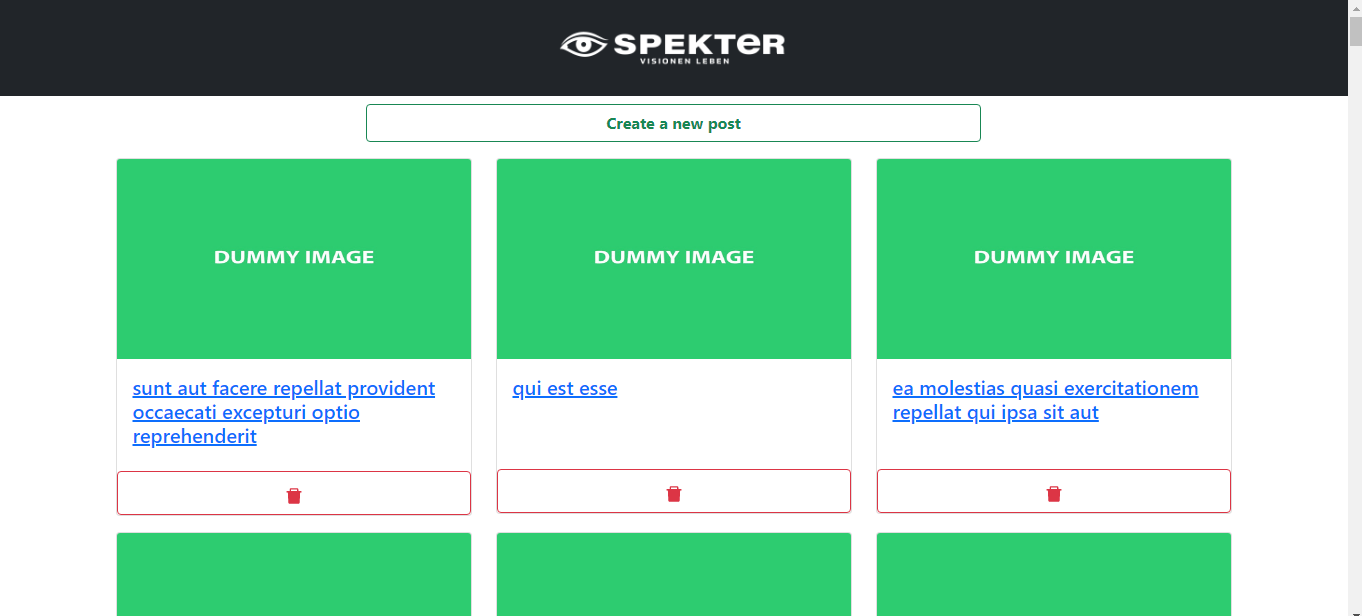 SPEKTER
VISIONEN LEBEN
Create a new post
DUMMY IMAGE
DUMMY IMAGE
DUMMY IMAGE
sunt aut facere repellat provident
occaecati excepturi optio
reprehenderit
qui est esse
ea molestias quasi exercitationem
repellat qui ipsa sit aut